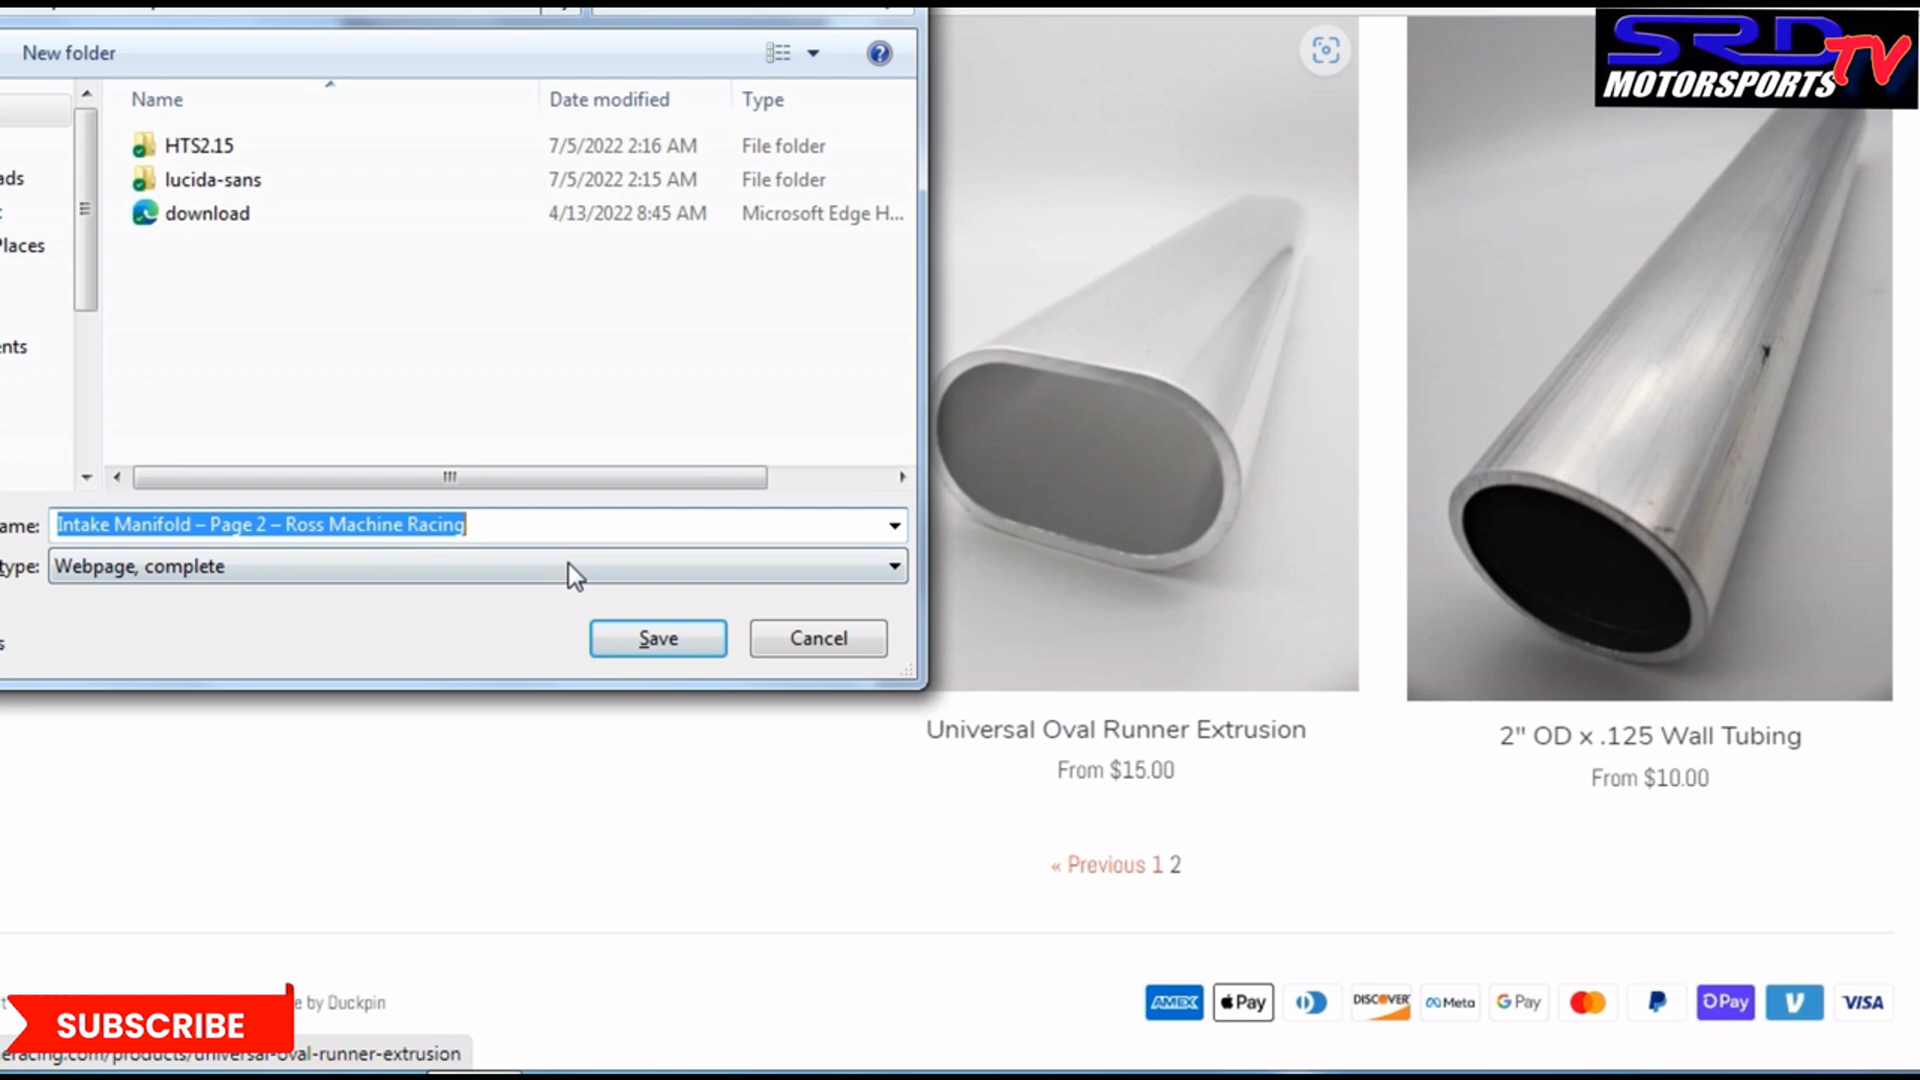 New folder
SRD TV
MOTORSPORTS
Name
Date modified
Type
HTS2.15
7/5/2022 2:16 AM
File folder
lucida-sans
7/5/2022 2:15 AM
File folder
download
4/13/2022 8:45 AM
Microsoft Edge H...
ads
Places
ents
ame:
Intake Manifold – Page 2 – Ross Machine Racing
type:
Webpage, complete
s
Save
Cancel
Universal Oval Runner Extrusion
From $15.00
2" OD x .125 Wall Tubing
From $10.00
« Previous 1 2
e by Duckpin
SUBSCRIBE
eracing.com/products/universal-oval-runner-extrusion
AMEX
Pay
DISCOVER
Meta
G Pay
Pay
VISA